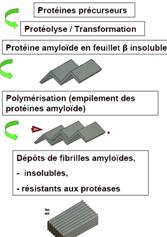 Protéines précurseurs
Protéolyse / Transformation
Protéine amyloïde en feuillet β insoluble
Polymérisation (empilement des
protéines amyloïde)
Dépôts de fibrilles amyloïdes,
- insolubles,
- résistants aux protéases